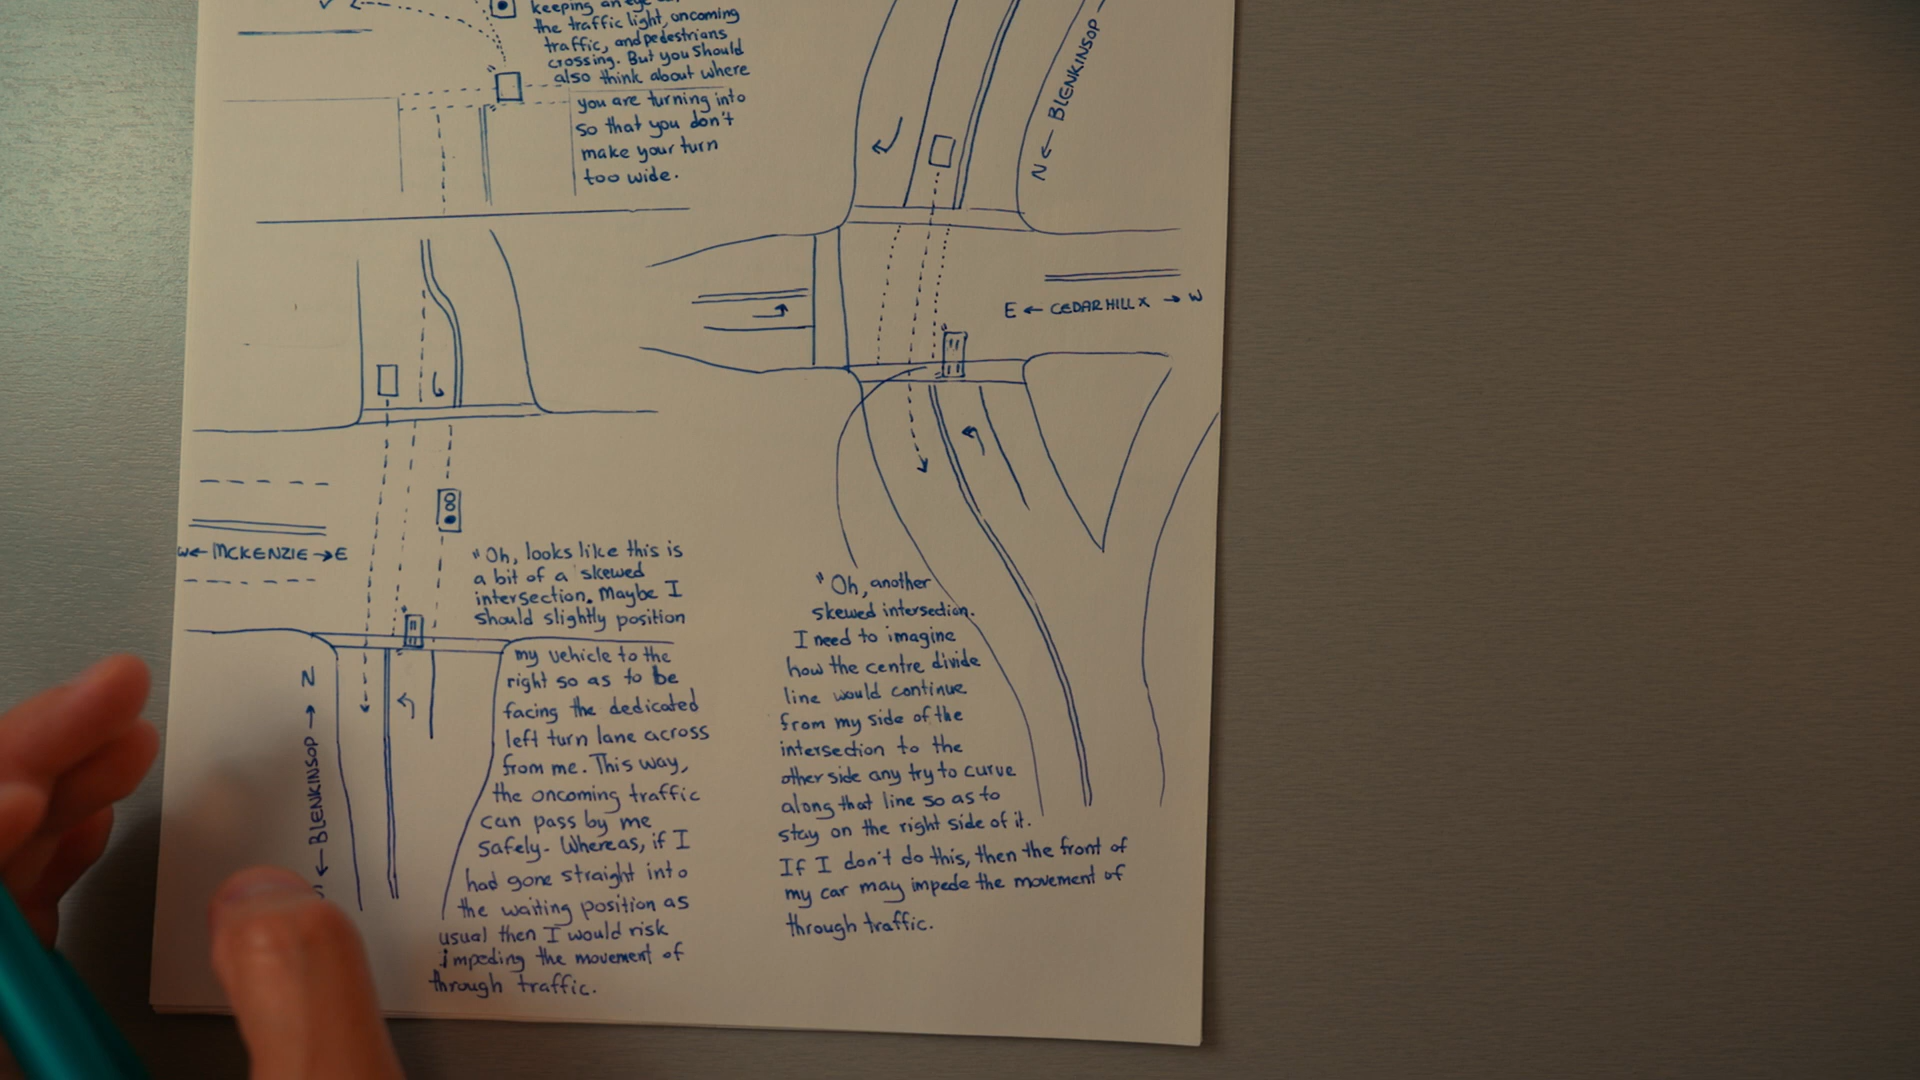 keeping an eye
the traffic light, oncoming
traffic, and pedestrians
crossing. But you should
also think about where
you are turning into
so that you don't
make your turn
too wide.
N ← BLENKINSOP
E ← CEDAR HILL X → W
W ← MCKENZIE → E
"Oh, looks like this is
a bit of a skewed
intersection. Maybe I
should slightly position
my vehicle to the
right so as to be
facing the dedicated
left turn lane across
from me. This way,
the oncoming traffic
can pass by me
safely. Whereas, if I
had gone straight into
the waiting position as
usual then I would risk
impeding the movement of
through traffic.
← BLENKINSOP → N
"Oh, another
skewed intersection.
I need to imagine
how the centre divide
line would continue
from my side of the
intersection to the
other side any try to curve
along that line so as to
stay on the right side of it.
If I don't do this, then the front of
my car may impede the movement of
through traffic.